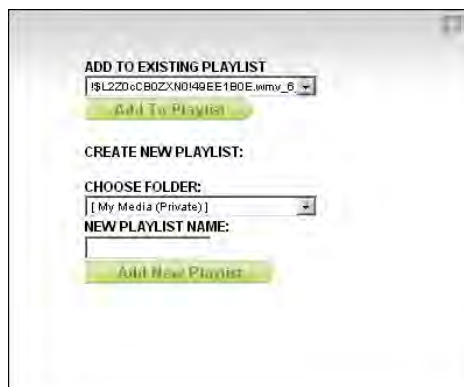 ADD TO EXISTING PLAYLIST
!$L2Z0cCB0ZXN0!49EE1B0E.wmv_6_
Add To Playlist
CREATE NEW PLAYLIST:
CHOOSE FOLDER:
[ My Media (Private) ]
NEW PLAYLIST NAME:
Add New Playlist